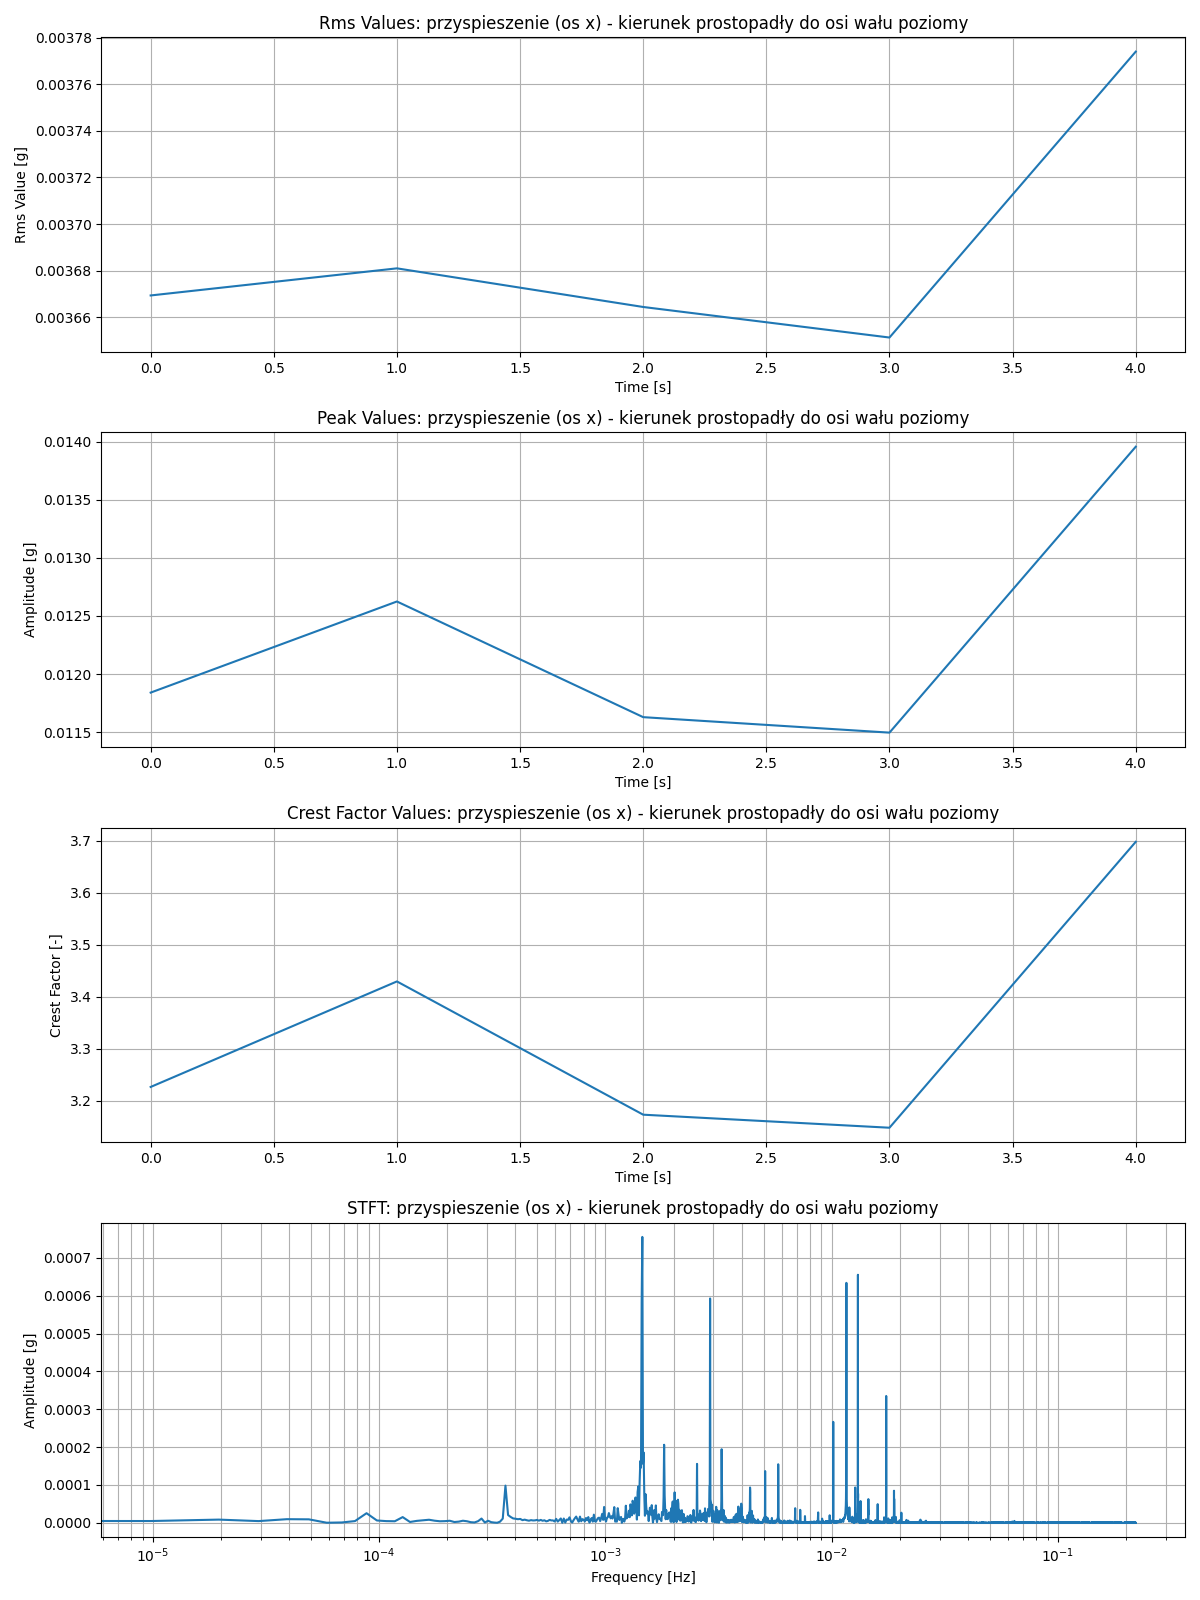 Rms Values: przyspieszenie (os x) - kierunek prostopadły do osi wału poziomy
0.00378
0.00376
0.00374
0.00372
0.00370
0.00368
0.00366
Rms Value [g]
0.0 0.5 1.0 1.5 2.0 2.5 3.0 3.5 4.0
Time [s]
Peak Values: przyspieszenie (os x) - kierunek prostopadły do osi wału poziomy
0.0140
0.0135
0.0130
0.0125
0.0120
0.0115
Amplitude [g]
0.0 0.5 1.0 1.5 2.0 2.5 3.0 3.5 4.0
Time [s]
Crest Factor Values: przyspieszenie (os x) - kierunek prostopadły do osi wału poziomy
3.7
3.6
3.5
3.4
3.3
3.2
Crest Factor [-]
0.0 0.5 1.0 1.5 2.0 2.5 3.0 3.5 4.0
Time [s]
STFT: przyspieszenie (os x) - kierunek prostopadły do osi wału poziomy
0.0007
0.0006
0.0005
0.0004
0.0003
0.0002
0.0001
0.0000
Amplitude [g]
10⁻⁵ 10⁻⁴ 10⁻³ 10⁻² 10⁻¹
Frequency [Hz]